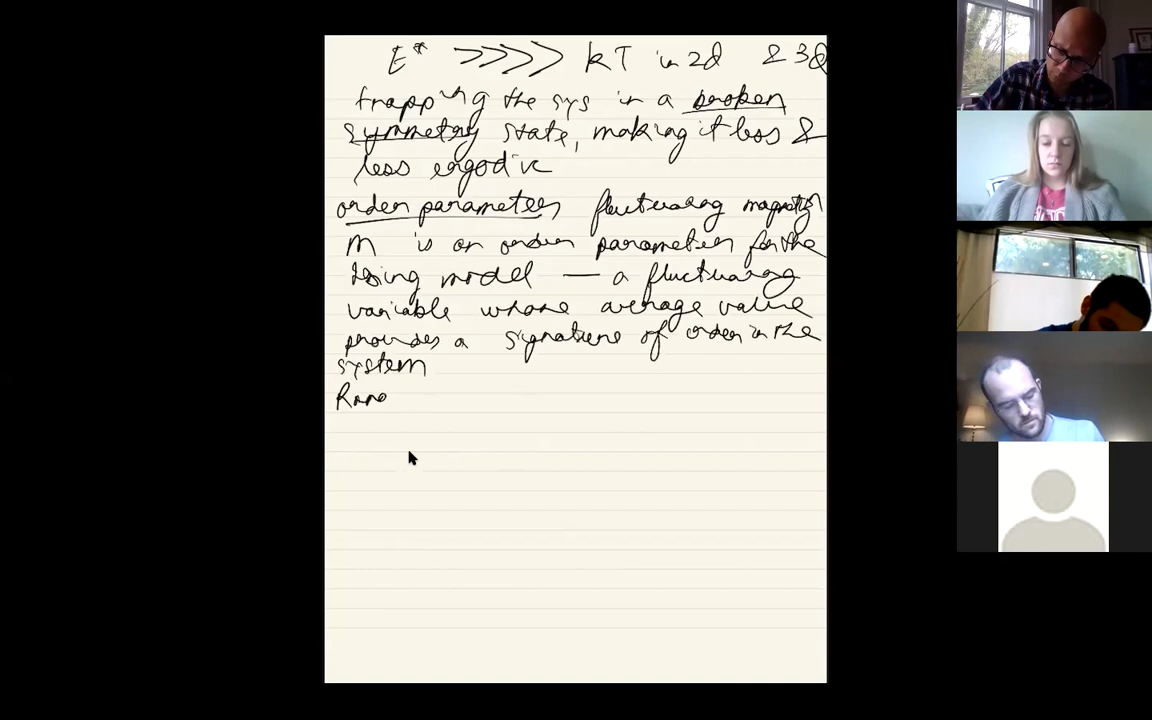 E* >>>> kT in 2d & 3d
trapping the sys in a broken
symmetry state, making it less &
less ergodic
order parameters fluctuating magnetizn
M is an order parameter for the
Ising model — a fluctuating
variable whose average value
provides a signature of order in the
system